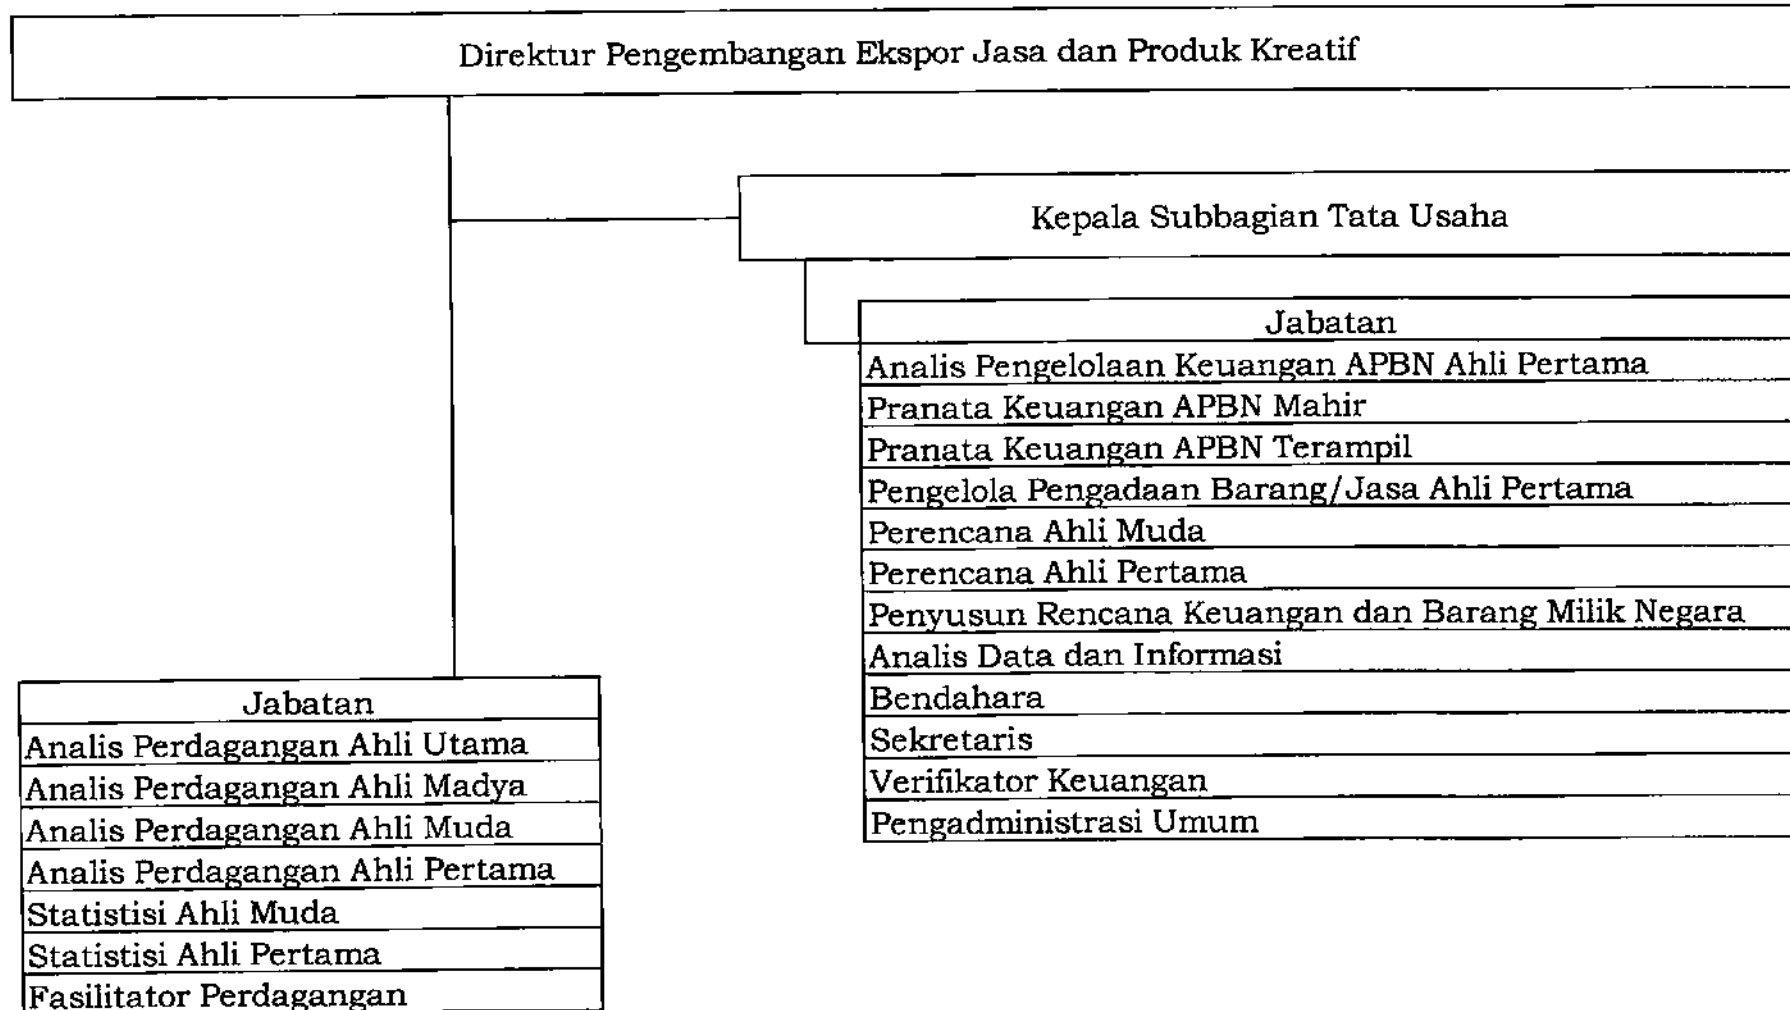 Direktur Pengembangan Ekspor Jasa dan Produk Kreatif
Kepala Subbagian Tata Usaha
Jabatan
Analis Pengelolaan Keuangan APBN Ahli Pertama
Pranata Keuangan APBN Mahir
Pranata Keuangan APBN Terampil
Pengelola Pengadaan Barang/Jasa Ahli Pertama
Perencana Ahli Muda
Perencana Ahli Pertama
Penyusun Rencana Keuangan dan Barang Milik Negara
Analis Data dan Informasi
Bendahara
Sekretaris
Verifikator Keuangan
Pengadministrasi Umum
Jabatan
Analis Perdagangan Ahli Utama
Analis Perdagangan Ahli Madya
Analis Perdagangan Ahli Muda
Analis Perdagangan Ahli Pertama
Statistisi Ahli Muda
Statistisi Ahli Pertama
Fasilitator Perdagangan